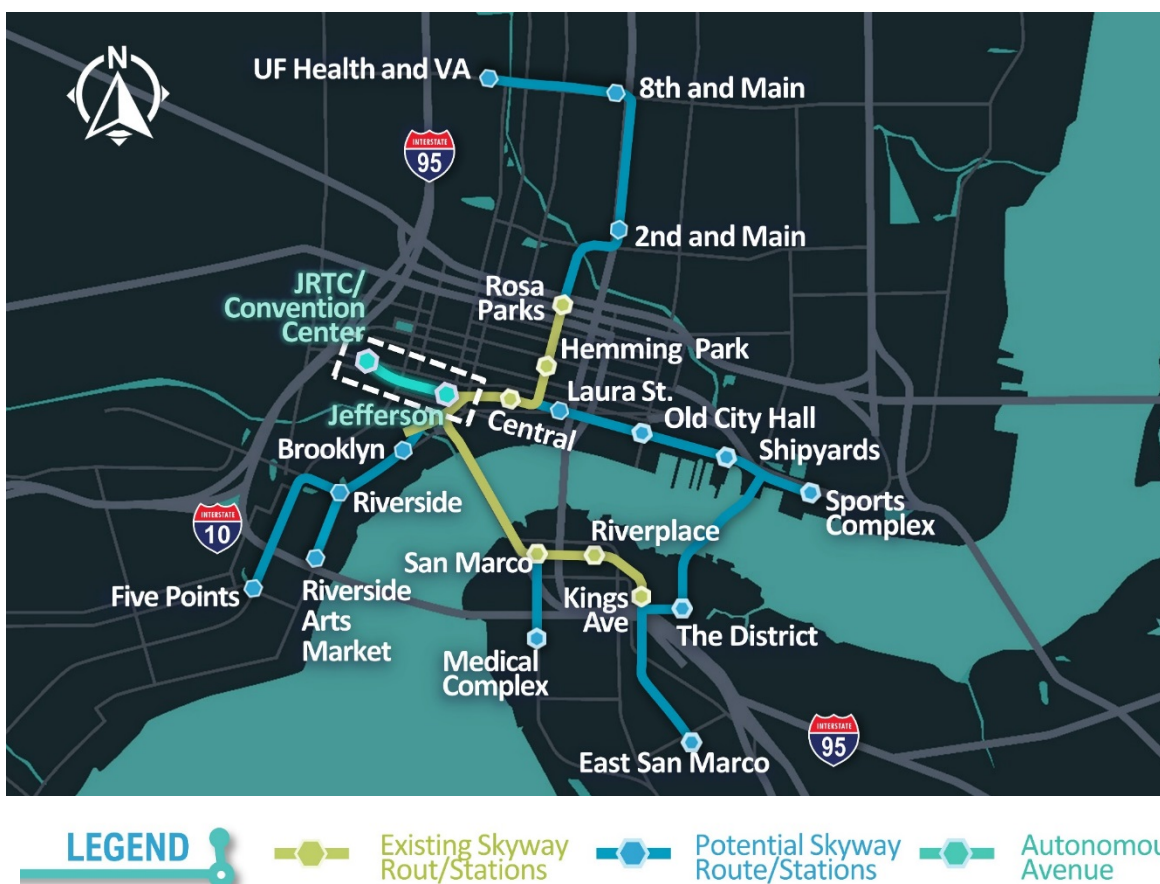 N
UF Health and VA
8th and Main
INTERSTATE
95
2nd and Main
JRTC/
Convention
Center
Rosa
Parks
Hemming Park
Laura St.
Jefferson
Central
Old City Hall
Brooklyn
Shipyards
Riverside
Sports
Complex
INTERSTATE
10
Riverplace
San Marco
Five Points
Riverside
Arts
Market
Kings
Ave
The District
Medical
Complex
INTERSTATE
95
East San Marco
LEGEND
Existing Skyway
Rout/Stations
Potential Skyway
Route/Stations
Autonomou
Avenue